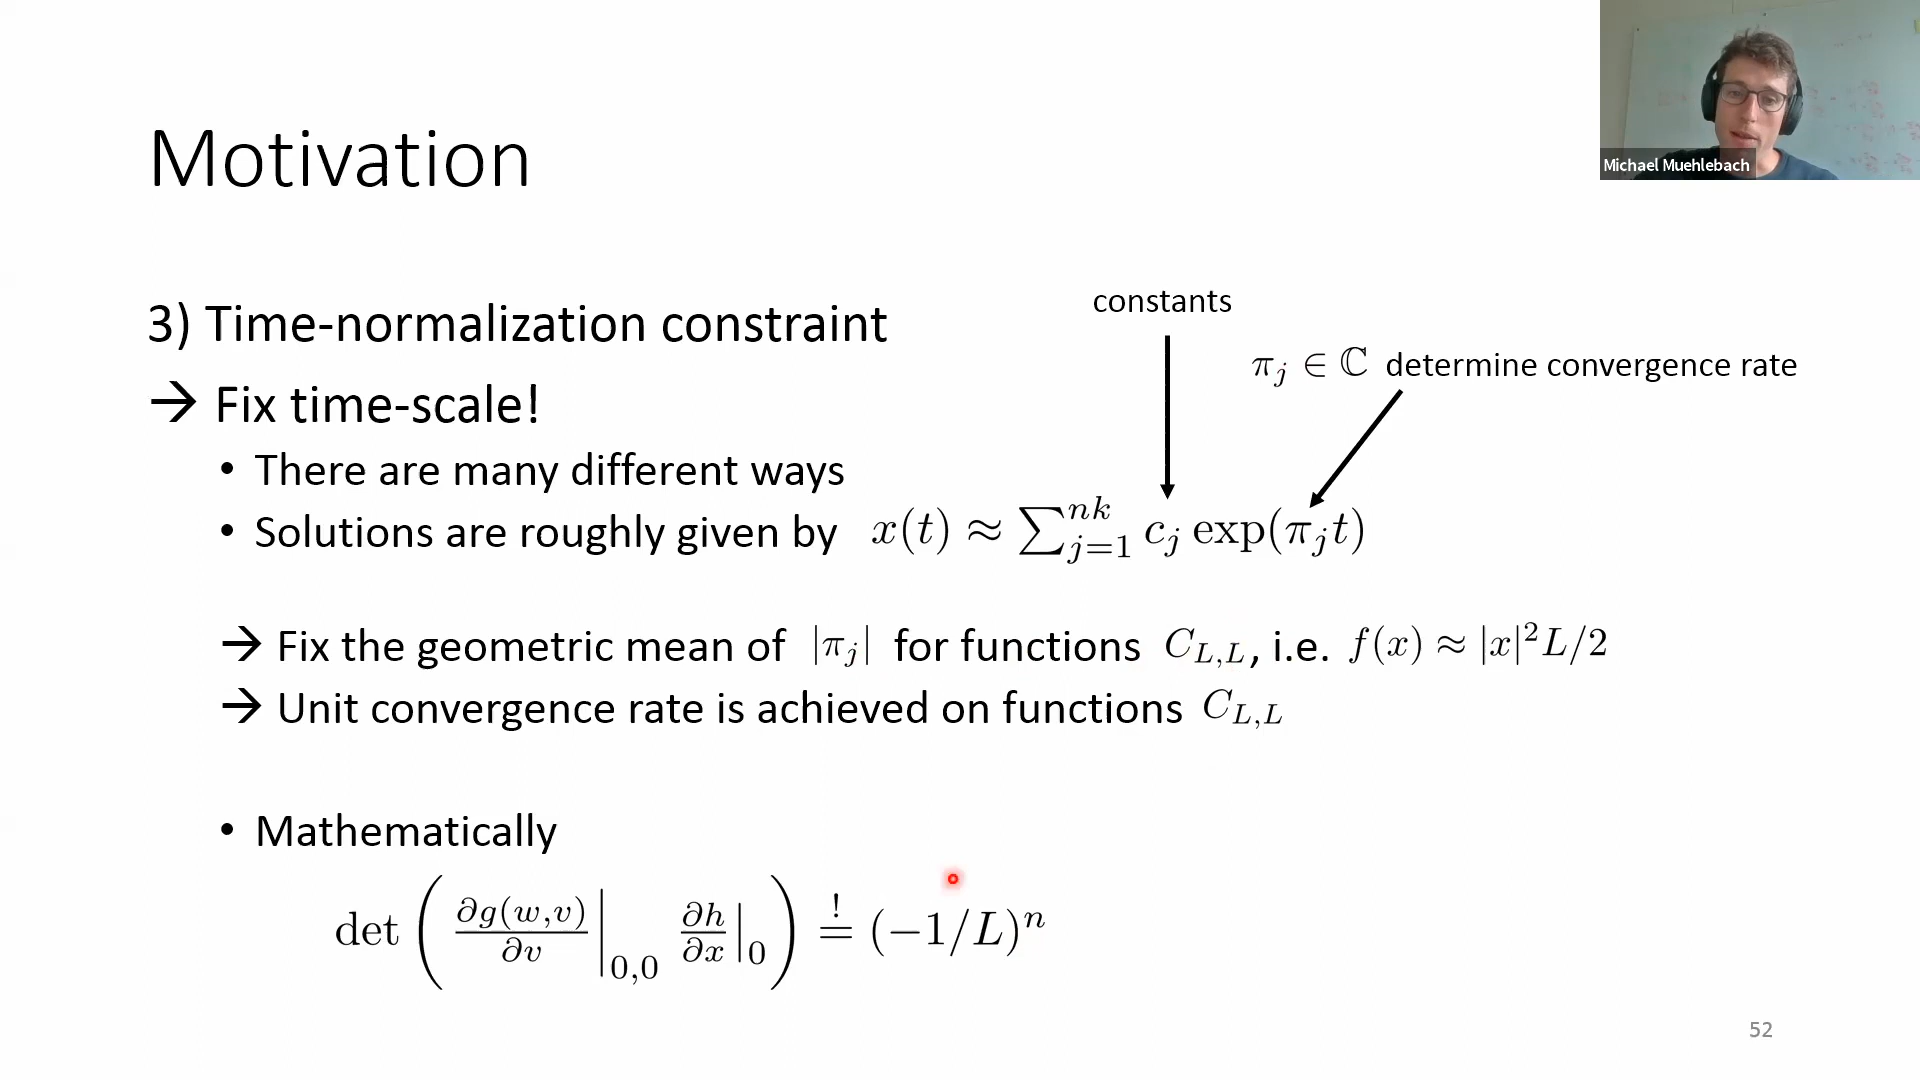 Motivation
Michael Muehlebach
3) Time-normalization constraint
constants
π_j ∈ ℂ determine convergence rate
→ Fix time-scale!
• There are many different ways
• Solutions are roughly given by x(t) ≈ ∑_{j=1}^{nk} c_j exp(π_j t)
→ Fix the geometric mean of |π_j| for functions C_{L,L}, i.e. f(x) ≈ |x|²L/2
→ Unit convergence rate is achieved on functions C_{L,L}
• Mathematically
det ( ∂g(w,v)/∂v |_{0,0} ∂h/∂x |_0 ) =^! (−1/L)^n
52